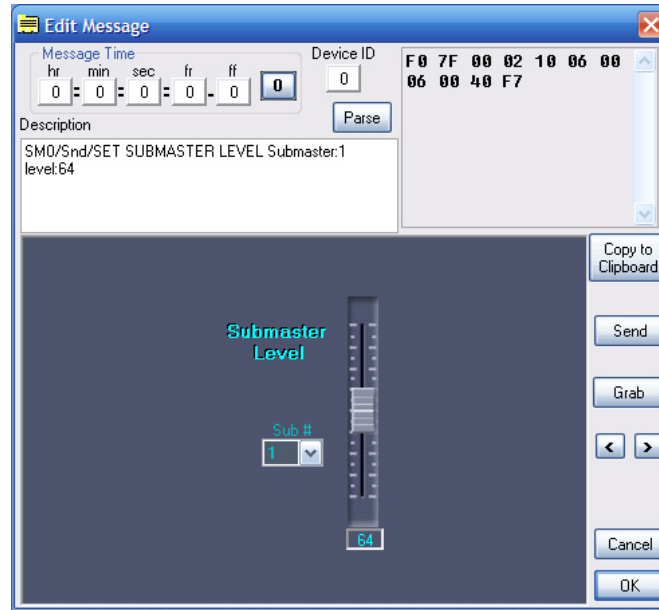 Edit Message
Message Time
hr min sec fr ff
0 : 0 : 0 : 0 - 0 0
Device ID
0
Parse
Description
SM0/Snd/SET SUBMASTER LEVEL Submaster:1
level:64
F0 7F 00 02 10 06 00
06 00 40 F7
Submaster
Level
Sub #
1
64
Copy to
Clipboard
Send
Grab
< >
Cancel
OK